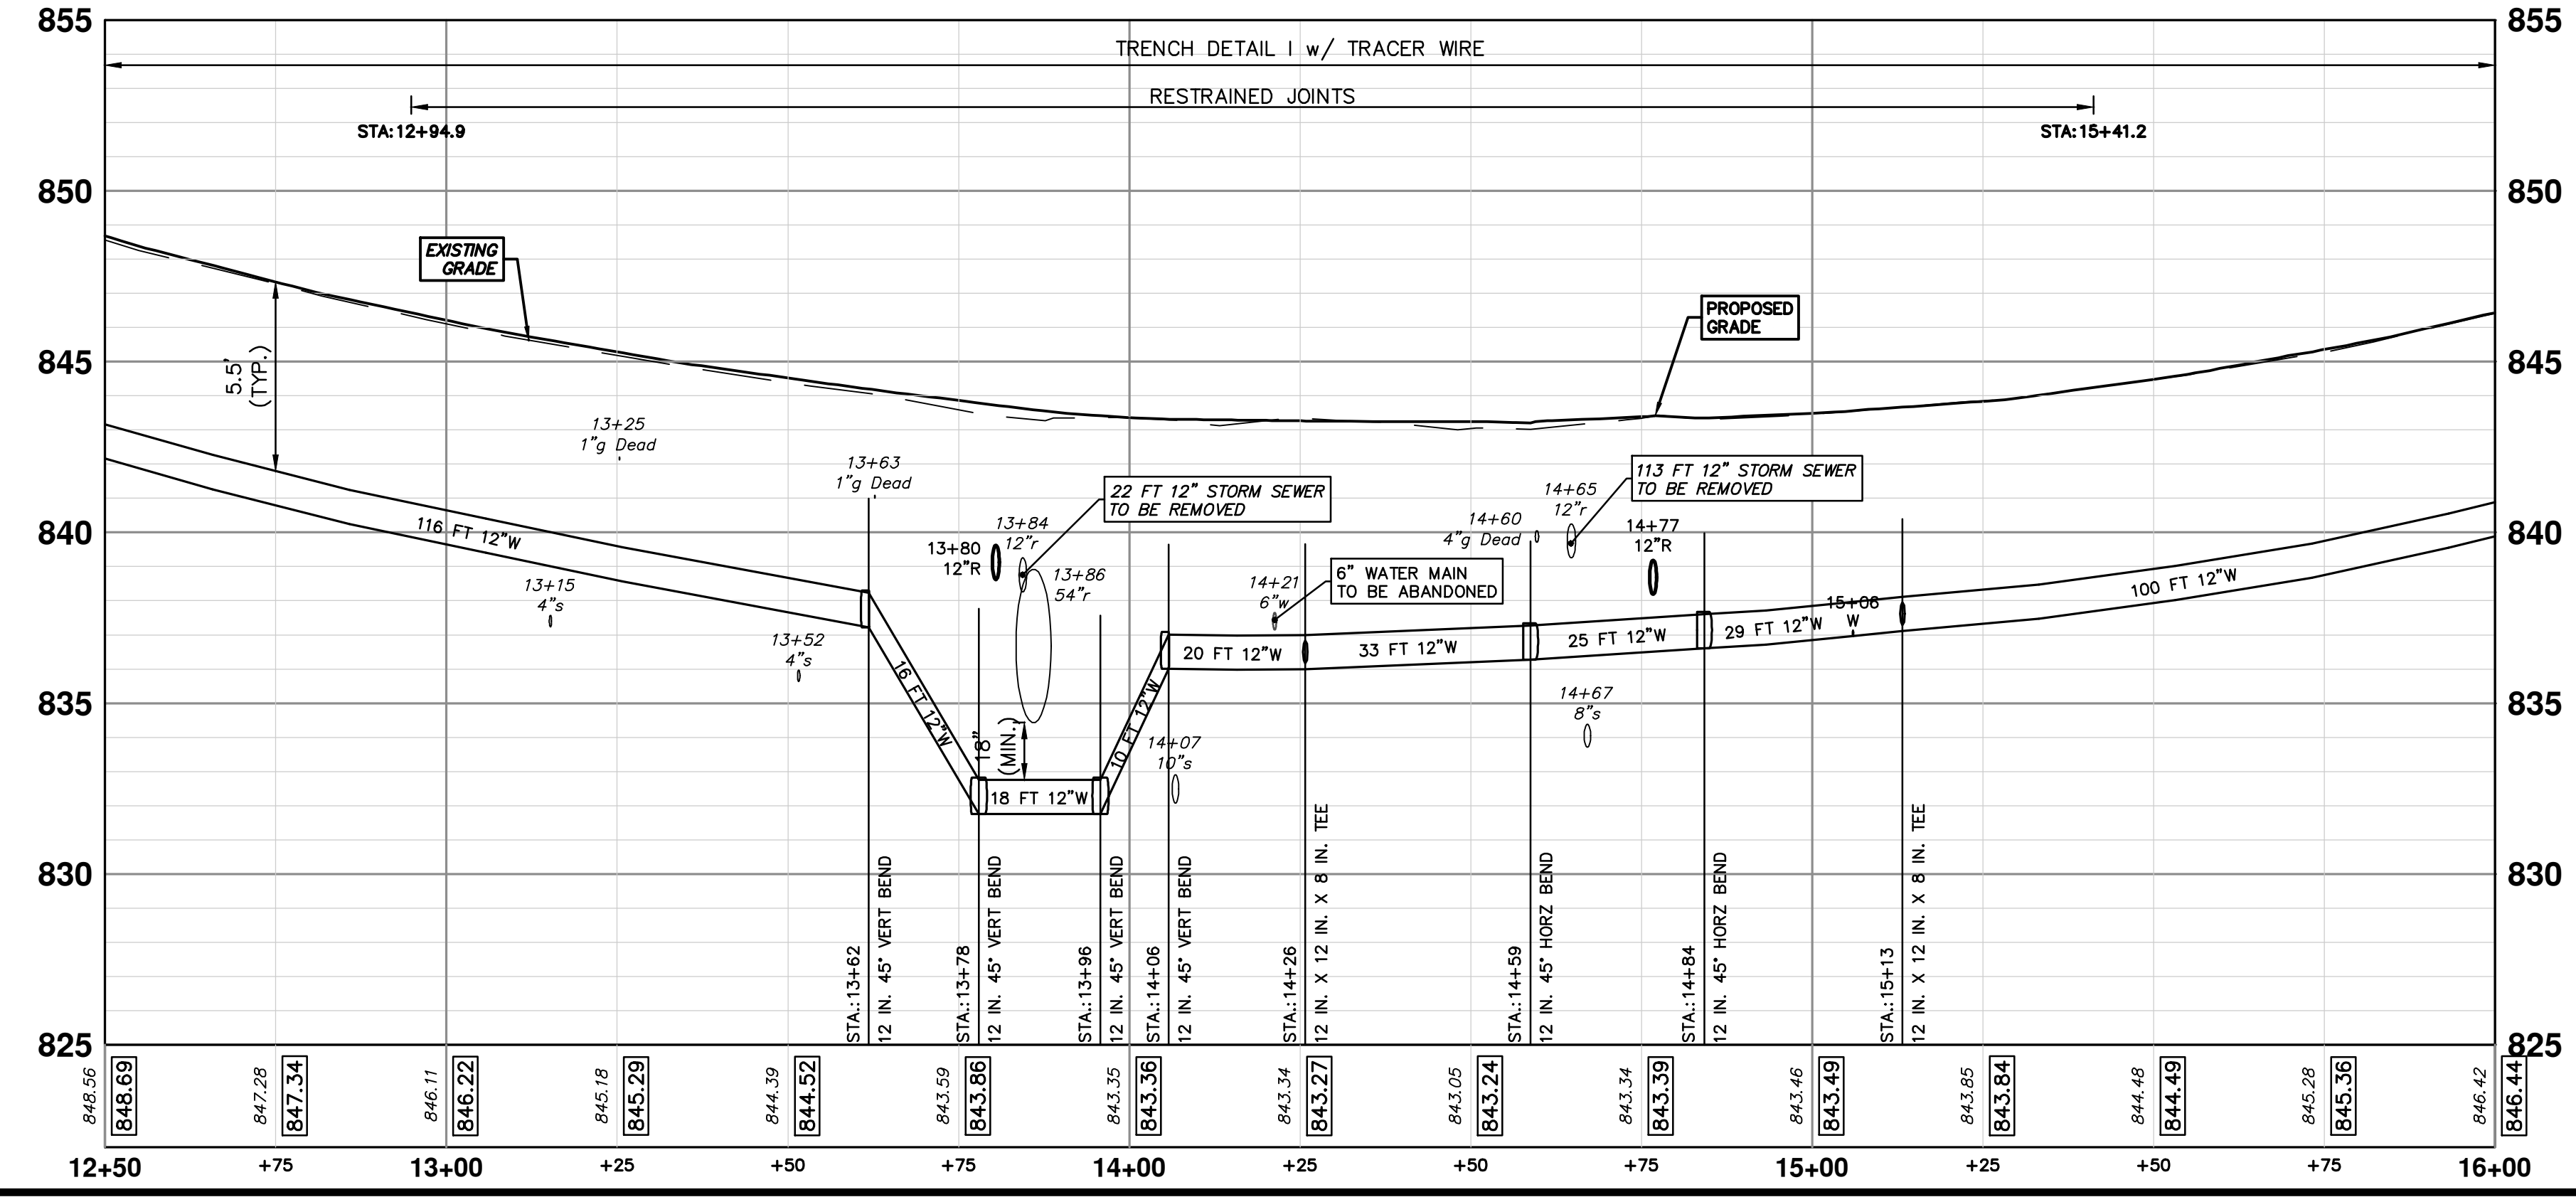 855
855
TRENCH DETAIL I w/ TRACER WIRE
RESTRAINED JOINTS
STA:12+94.9
STA:15+41.2
850
850
EXISTING
GRADE
PROPOSED
GRADE
845
845
5.5'
(TYP.)
13+25
1"g Dead
13+63
1"g Dead
22 FT 12" STORM SEWER
TO BE REMOVED
113 FT 12" STORM SEWER
TO BE REMOVED
14+65
12"r
14+60
4"g Dead
14+77
12"R
13+84
12"r
13+80
12"R
840
840
116 FT 12"W
13+86
54"r
14+21
6"w
6" WATER MAIN
TO BE ABANDONED
100 FT 12"W
13+15
4"s
15+06
W
13+52
4"s
16 FT 12"W
20 FT 12"W
33 FT 12"W
25 FT 12"W
29 FT 12"W
835
835
14+67
8"s
18"
(MIN.)
10 FT 12"W
14+07
10"s
18 FT 12"W
830
830
STA.:13+62
12 IN. 45° VERT BEND
STA.:13+78
12 IN. 45° VERT BEND
STA.:13+96
12 IN. 45° VERT BEND
STA.:14+06
12 IN. 45° VERT BEND
STA.:14+26
12 IN. X 12 IN. X 8 IN. TEE
STA.:14+59
12 IN. 45° HORZ BEND
STA.:14+84
12 IN. 45° HORZ BEND
STA.:15+13
12 IN. X 12 IN. X 8 IN. TEE
825
825
848.56
848.69
847.28
847.34
846.11
846.22
845.18
845.29
844.39
844.52
843.59
843.86
843.35
843.36
843.34
843.27
843.05
843.24
843.34
843.39
843.46
843.49
843.85
843.84
844.48
844.49
845.28
845.36
846.42
846.44
12+50
+75
13+00
+25
+50
+75
14+00
+25
+50
+75
15+00
+25
+50
+75
16+00